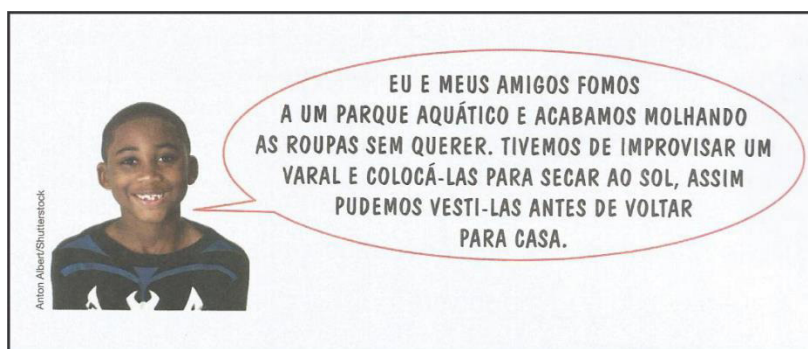 EU E MEUS AMIGOS FOMOS
A UM PARQUE AQUÁTICO E ACABAMOS MOLHANDO
AS ROUPAS SEM QUERER. TIVEMOS DE IMPROVISAR UM
VARAL E COLOCÁ-LAS PARA SECAR AO SOL, ASSIM
PUDEMOS VESTI-LAS ANTES DE VOLTAR
PARA CASA.
Anton Albert/Shutterstock